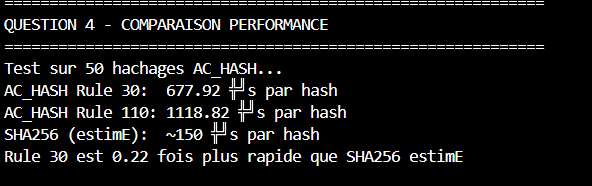 ============================================================
QUESTION 4 - COMPARAISON PERFORMANCE
============================================================
Test sur 50 hachages AC_HASH...
AC_HASH Rule 30:  677.92 ╬╝s par hash
AC_HASH Rule 110: 1118.82 ╬╝s par hash
SHA256 (estimE):  ~150 ╬╝s par hash
Rule 30 est 0.22 fois plus rapide que SHA256 estimE